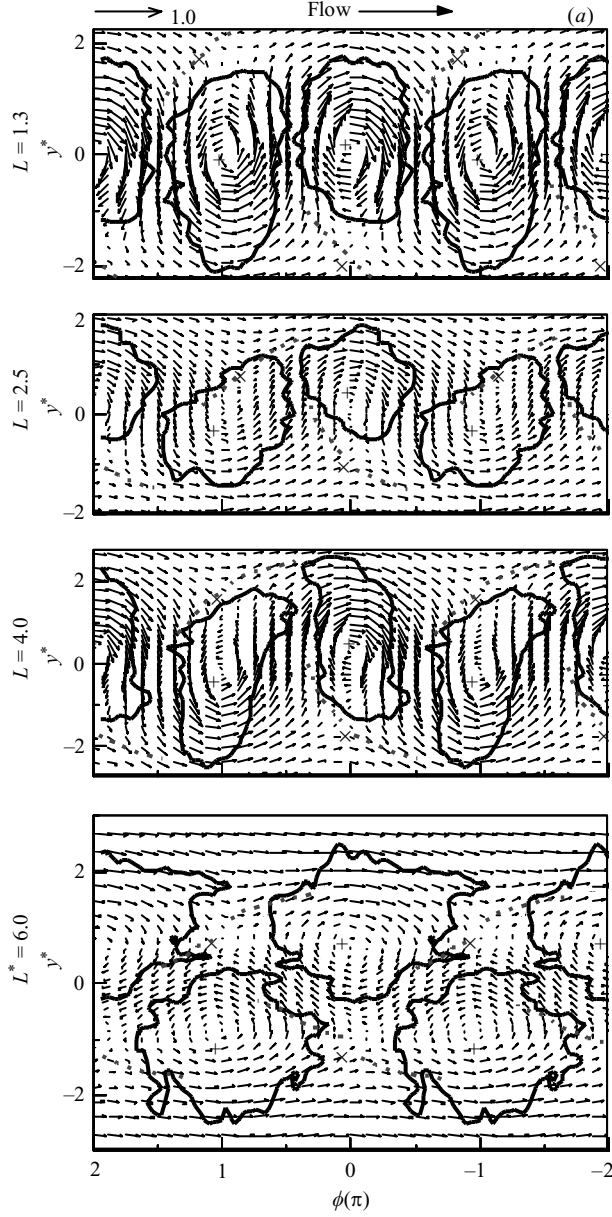 1.0 Flow (a)
L = 1.3
y*
2
0
−2
L = 2.5
y*
2
0
−2
L = 4.0
y*
2
0
−2
L* = 6.0
y*
2
0
−2
2 1 0 −1 −2
ϕ(π)